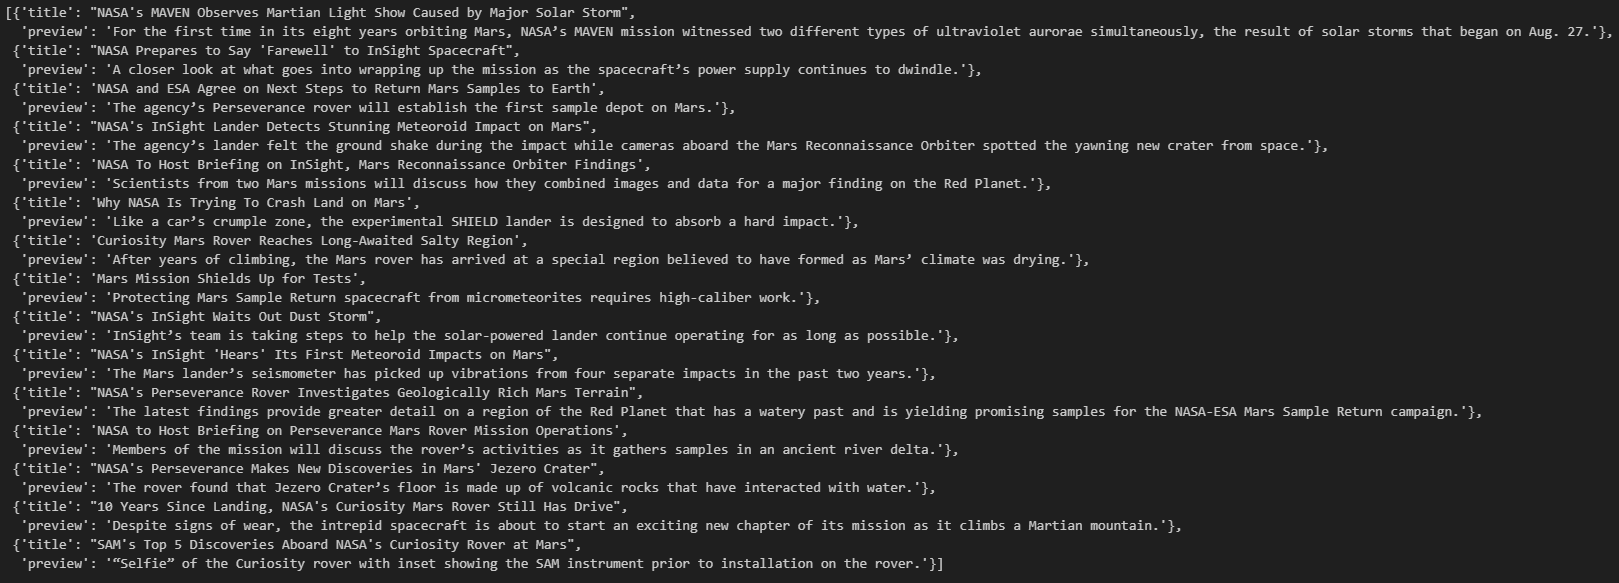 [{'title': "NASA's MAVEN Observes Martian Light Show Caused by Major Solar Storm",
'preview': 'For the first time in its eight years orbiting Mars, NASA’s MAVEN mission witnessed two different types of ultraviolet aurorae simultaneously, the result of solar storms that began on Aug. 27.'},
{'title': "NASA Prepares to Say 'Farewell' to InSight Spacecraft",
'preview': 'A closer look at what goes into wrapping up the mission as the spacecraft’s power supply continues to dwindle.'},
{'title': 'NASA and ESA Agree on Next Steps to Return Mars Samples to Earth',
'preview': 'The agency’s Perseverance rover will establish the first sample depot on Mars.'},
{'title': "NASA's InSight Lander Detects Stunning Meteoroid Impact on Mars",
'preview': 'The agency’s lander felt the ground shake during the impact while cameras aboard the Mars Reconnaissance Orbiter spotted the yawning new crater from space.'},
{'title': 'NASA To Host Briefing on InSight, Mars Reconnaissance Orbiter Findings',
'preview': 'Scientists from two Mars missions will discuss how they combined images and data for a major finding on the Red Planet.'},
{'title': 'Why NASA Is Trying To Crash Land on Mars',
'preview': 'Like a car’s crumple zone, the experimental SHIELD lander is designed to absorb a hard impact.'},
{'title': 'Curiosity Mars Rover Reaches Long-Awaited Salty Region',
'preview': 'After years of climbing, the Mars rover has arrived at a special region believed to have formed as Mars’ climate was drying.'},
{'title': 'Mars Mission Shields Up for Tests',
'preview': 'Protecting Mars Sample Return spacecraft from micrometeorites requires high-caliber work.'},
{'title': "NASA's InSight Waits Out Dust Storm",
'preview': 'InSight’s team is taking steps to help the solar-powered lander continue operating for as long as possible.'},
{'title': "NASA's InSight 'Hears' Its First Meteoroid Impacts on Mars",
'preview': 'The Mars lander’s seismometer has picked up vibrations from four separate impacts in the past two years.'},
{'title': "NASA's Perseverance Rover Investigates Geologically Rich Mars Terrain",
'preview': 'The latest findings provide greater detail on a region of the Red Planet that has a watery past and is yielding promising samples for the NASA-ESA Mars Sample Return campaign.'},
{'title': 'NASA to Host Briefing on Perseverance Mars Rover Mission Operations',
'preview': 'Members of the mission will discuss the rover’s activities as it gathers samples in an ancient river delta.'},
{'title': "NASA's Perseverance Makes New Discoveries in Mars' Jezero Crater",
'preview': 'The rover found that Jezero Crater’s floor is made up of volcanic rocks that have interacted with water.'},
{'title': "10 Years Since Landing, NASA's Curiosity Mars Rover Still Has Drive",
'preview': 'Despite signs of wear, the intrepid spacecraft is about to start an exciting new chapter of its mission as it climbs a Martian mountain.'},
{'title': "SAM's Top 5 Discoveries Aboard NASA's Curiosity Rover at Mars",
'preview': '“Selfie” of the Curiosity rover with inset showing the SAM instrument prior to installation on the rover.'}]